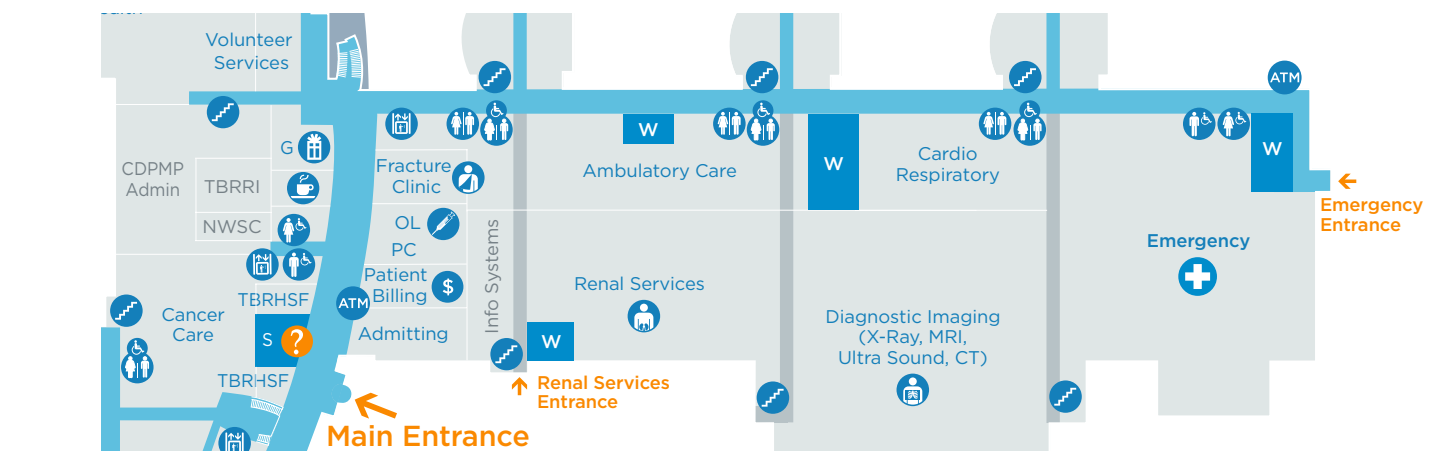 Volunteer
Services
ATM
G
CDPMP
Admin
TBRRI
NWSC
Fracture
Clinic
OL
PC
Patient
Billing
$
Admitting
ATM
TBRHSF
Cancer
Care
S
?
TBRHSF
Info Systems
W
Ambulatory Care
W
Cardio
Respiratory
W
Emergency
Entrance
Emergency
Renal Services
Diagnostic Imaging
(X-Ray, MRI,
Ultra Sound, CT)
W
Renal Services
Entrance
Main Entrance